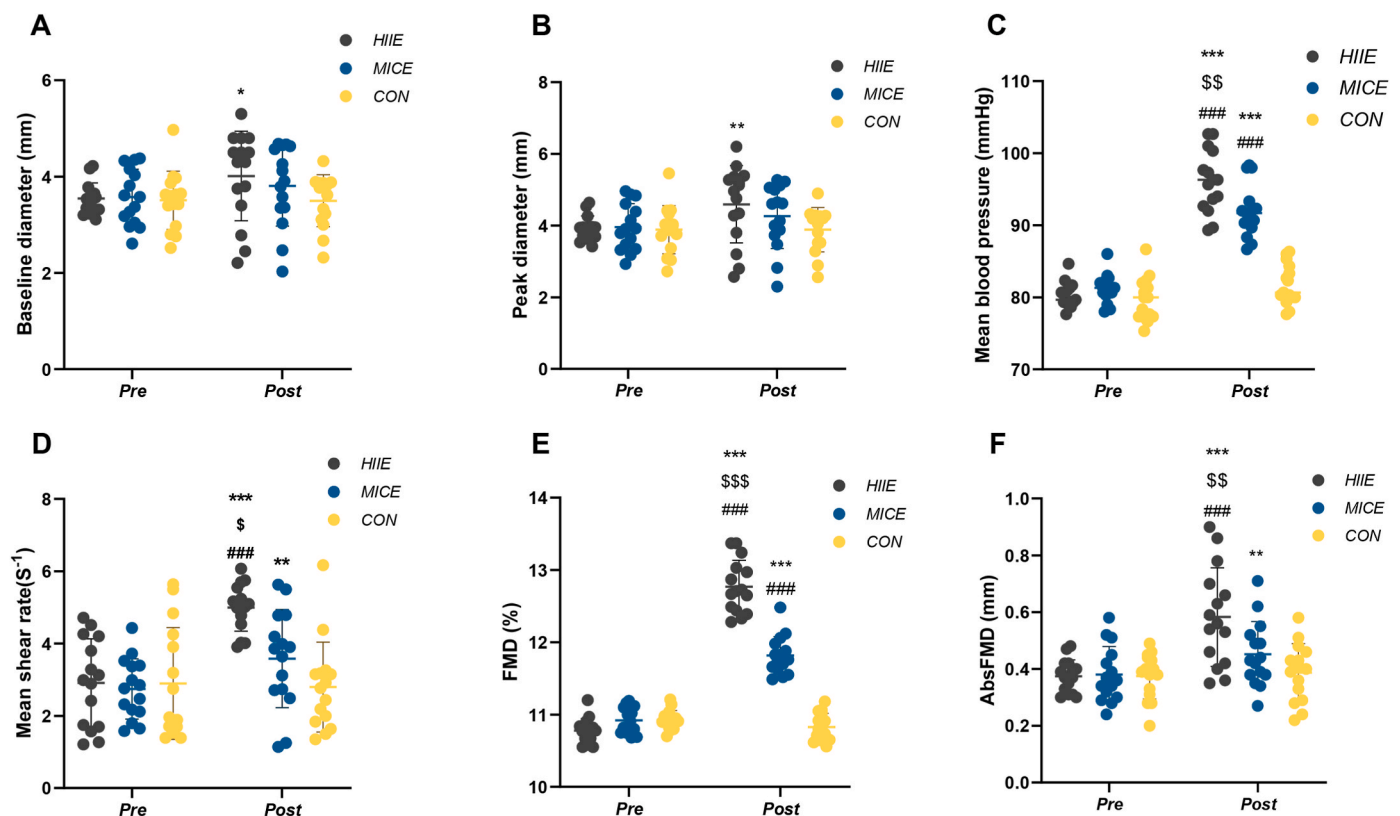 A
HIIE
MICE
CON
Baseline diameter (mm)
6
4
2
0
*
Pre
Post
B
HIIE
MICE
CON
Peak diameter (mm)
8
6
4
2
0
**
Pre
Post
C
HIIE
MICE
CON
Mean blood pressure (mmHg)
110
100
90
80
70
***
$$
###
***
###
Pre
Post
D
HIIE
MICE
CON
Mean shear rate(S⁻¹)
8
6
4
2
0
***
$
###
**
Pre
Post
E
HIIE
MICE
CON
FMD (%)
14
13
12
11
10
***
$$$
###
***
###
Pre
Post
F
HIIE
MICE
CON
AbsFMD (mm)
1.0
0.8
0.6
0.4
0.2
0.0
***
$$
###
**
Pre
Post